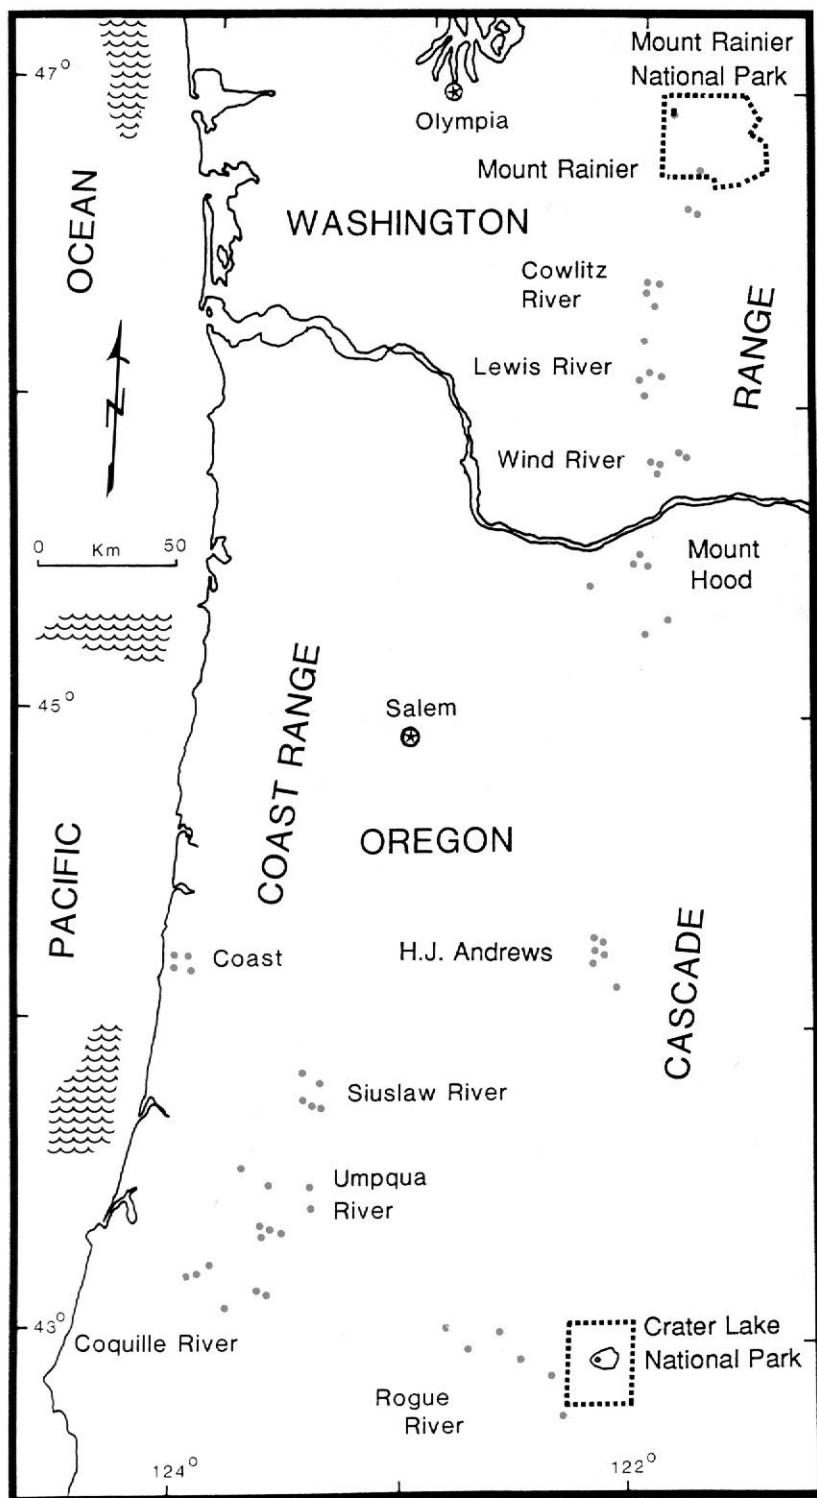 Mount Rainier
National Park
47°
Olympia
Mount Rainier
OCEAN
WASHINGTON
Cowlitz
River
RANGE
Lewis River
Wind River
N
0 Km 50
Mount
Hood
COAST RANGE
45°
Salem
OREGON
PACIFIC
CASCADE
Coast
H.J. Andrews
Siuslaw River
Umpqua
River
43°
Coquille River
Crater Lake
National Park
Rogue
River
124°
122°